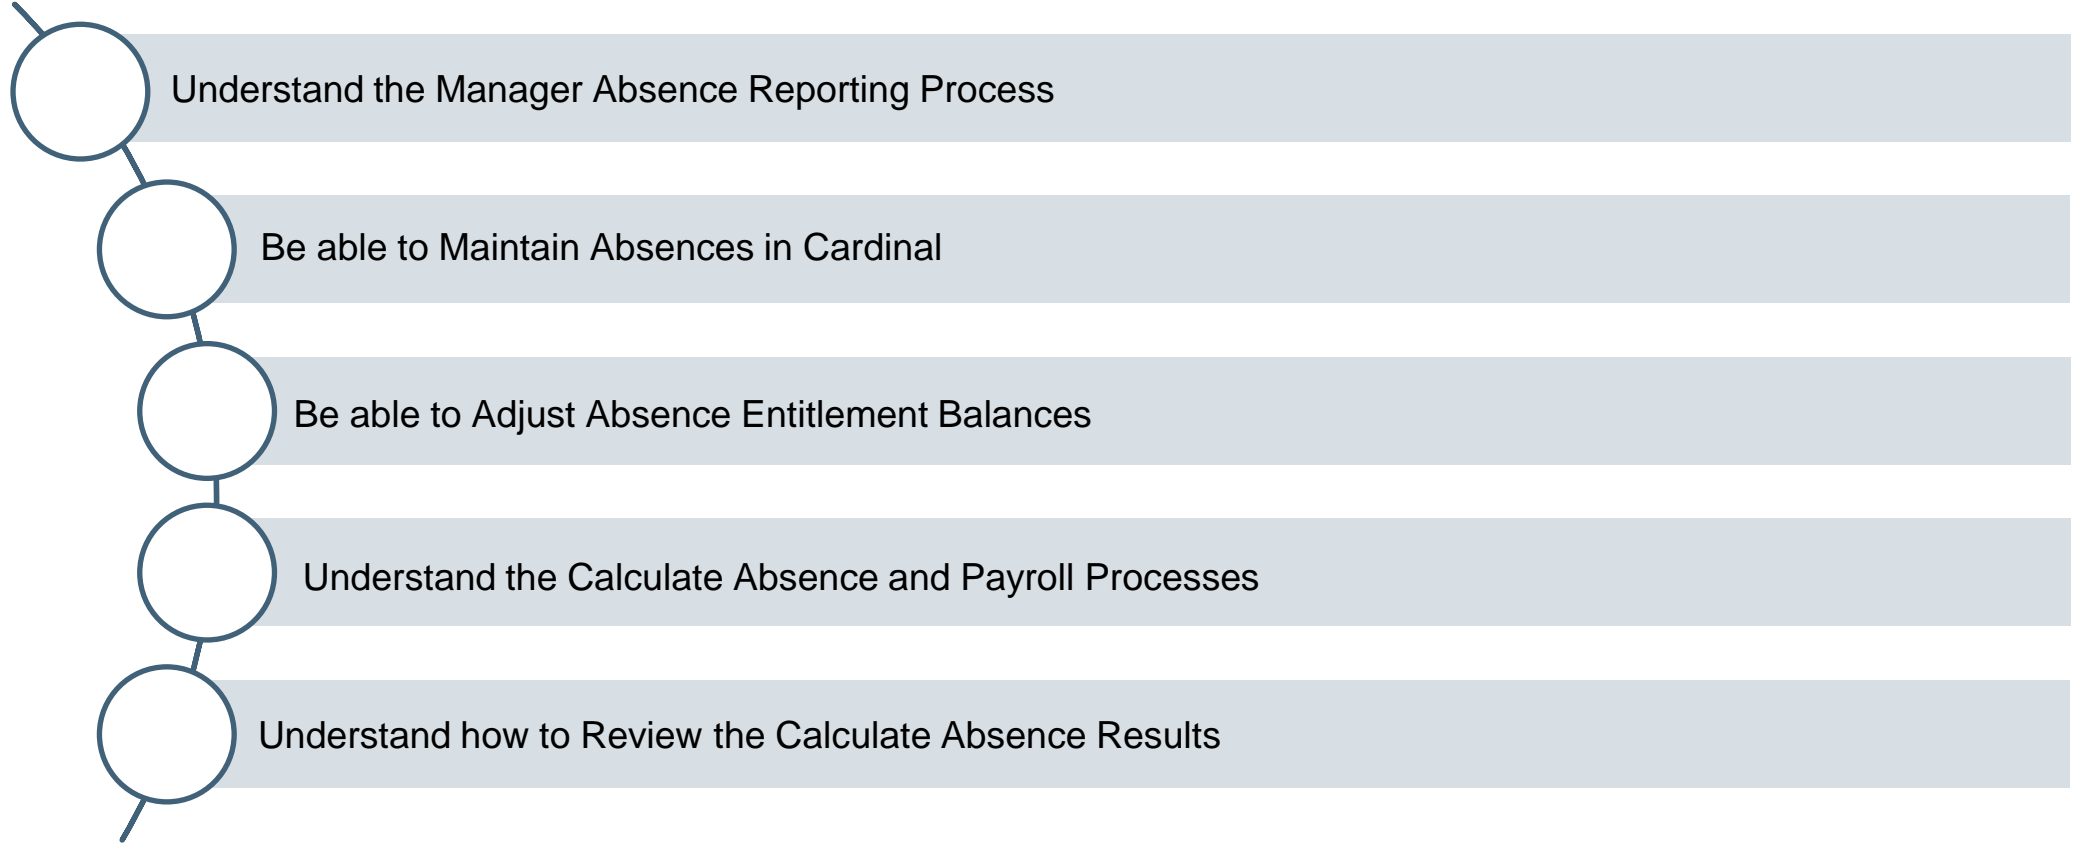 Understand the Manager Absence Reporting Process
Be able to Maintain Absences in Cardinal
Be able to Adjust Absence Entitlement Balances
Understand the Calculate Absence and Payroll Processes
Understand how to Review the Calculate Absence Results